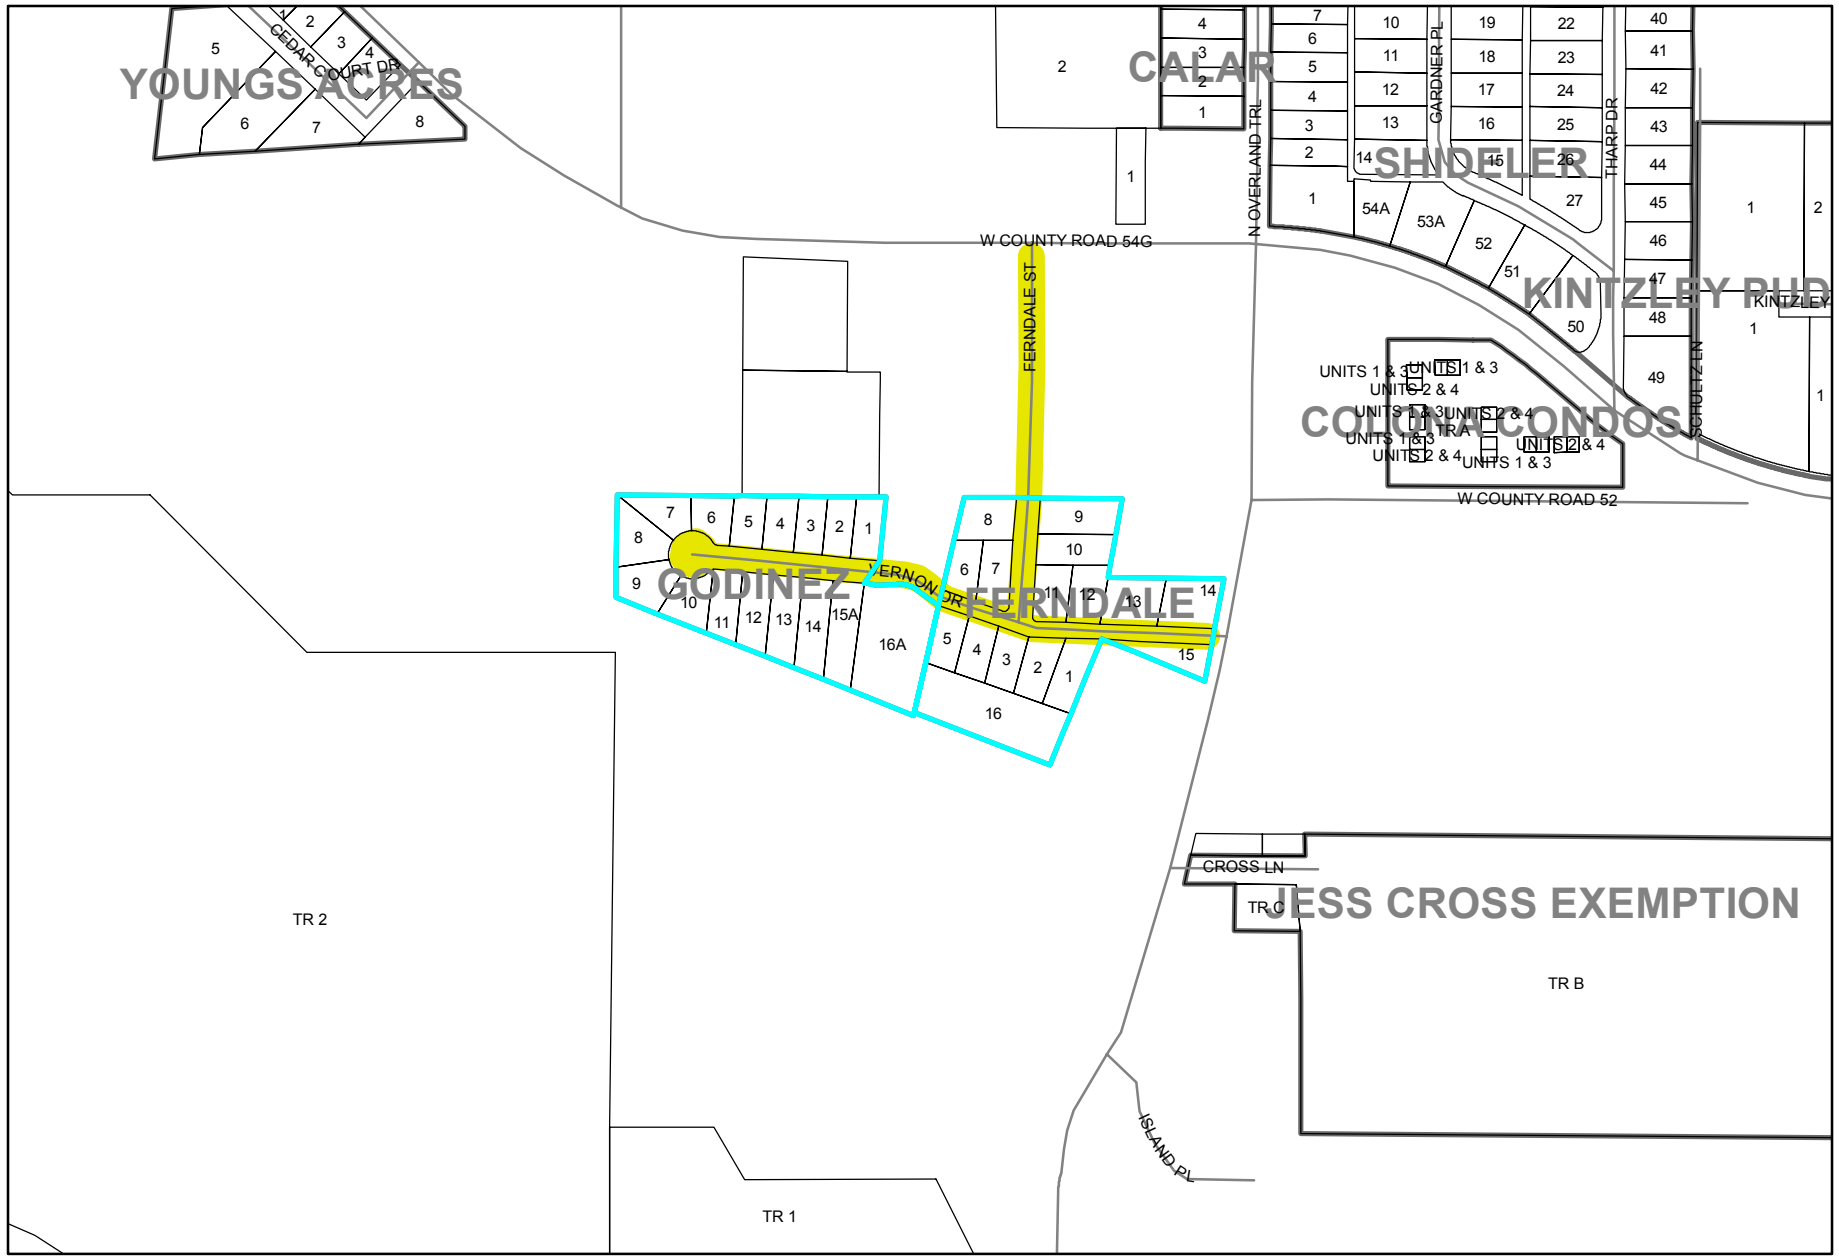 1
2
3
4
5
6
7
8
CEDAR COURT DR
YOUNGS ACRES
2
4
3
2
1
CALAR
1
N OVERLAND TRL
7
6
5
4
3
2
1
10
11
12
13
14
GARDNER PL
19
18
17
16
15
22
23
24
25
26
27
THARP DR
SHIDELER
54A
53A
52
51
50
40
41
42
43
44
45
46
47
48
49
1
2
KINTZLEY PUD
KINTZLEY
1
1
SCHULTZ LN
W COUNTY ROAD 54G
FERNDALE ST
UNITS 1 & 3
UNITS 1 & 3
UNITS 2 & 4
UNITS 1 & 3
UNITS 2 & 4
COLONA CONDOS
TR A
UNITS 1 & 3
UNITS 2 & 4
UNITS 2 & 4
UNITS 1 & 3
W COUNTY ROAD 52
7
6
5
4
3
2
1
8
9
10
11
12
13
14
15A
16A
GODINEZ
VERNON DR
8
9
10
6
7
11
12
13
14
FERNDALE
5
4
3
2
1
15
16
CROSS LN
TR C
JESS CROSS EXEMPTION
TR B
TR 2
ISLAND PL
TR 1